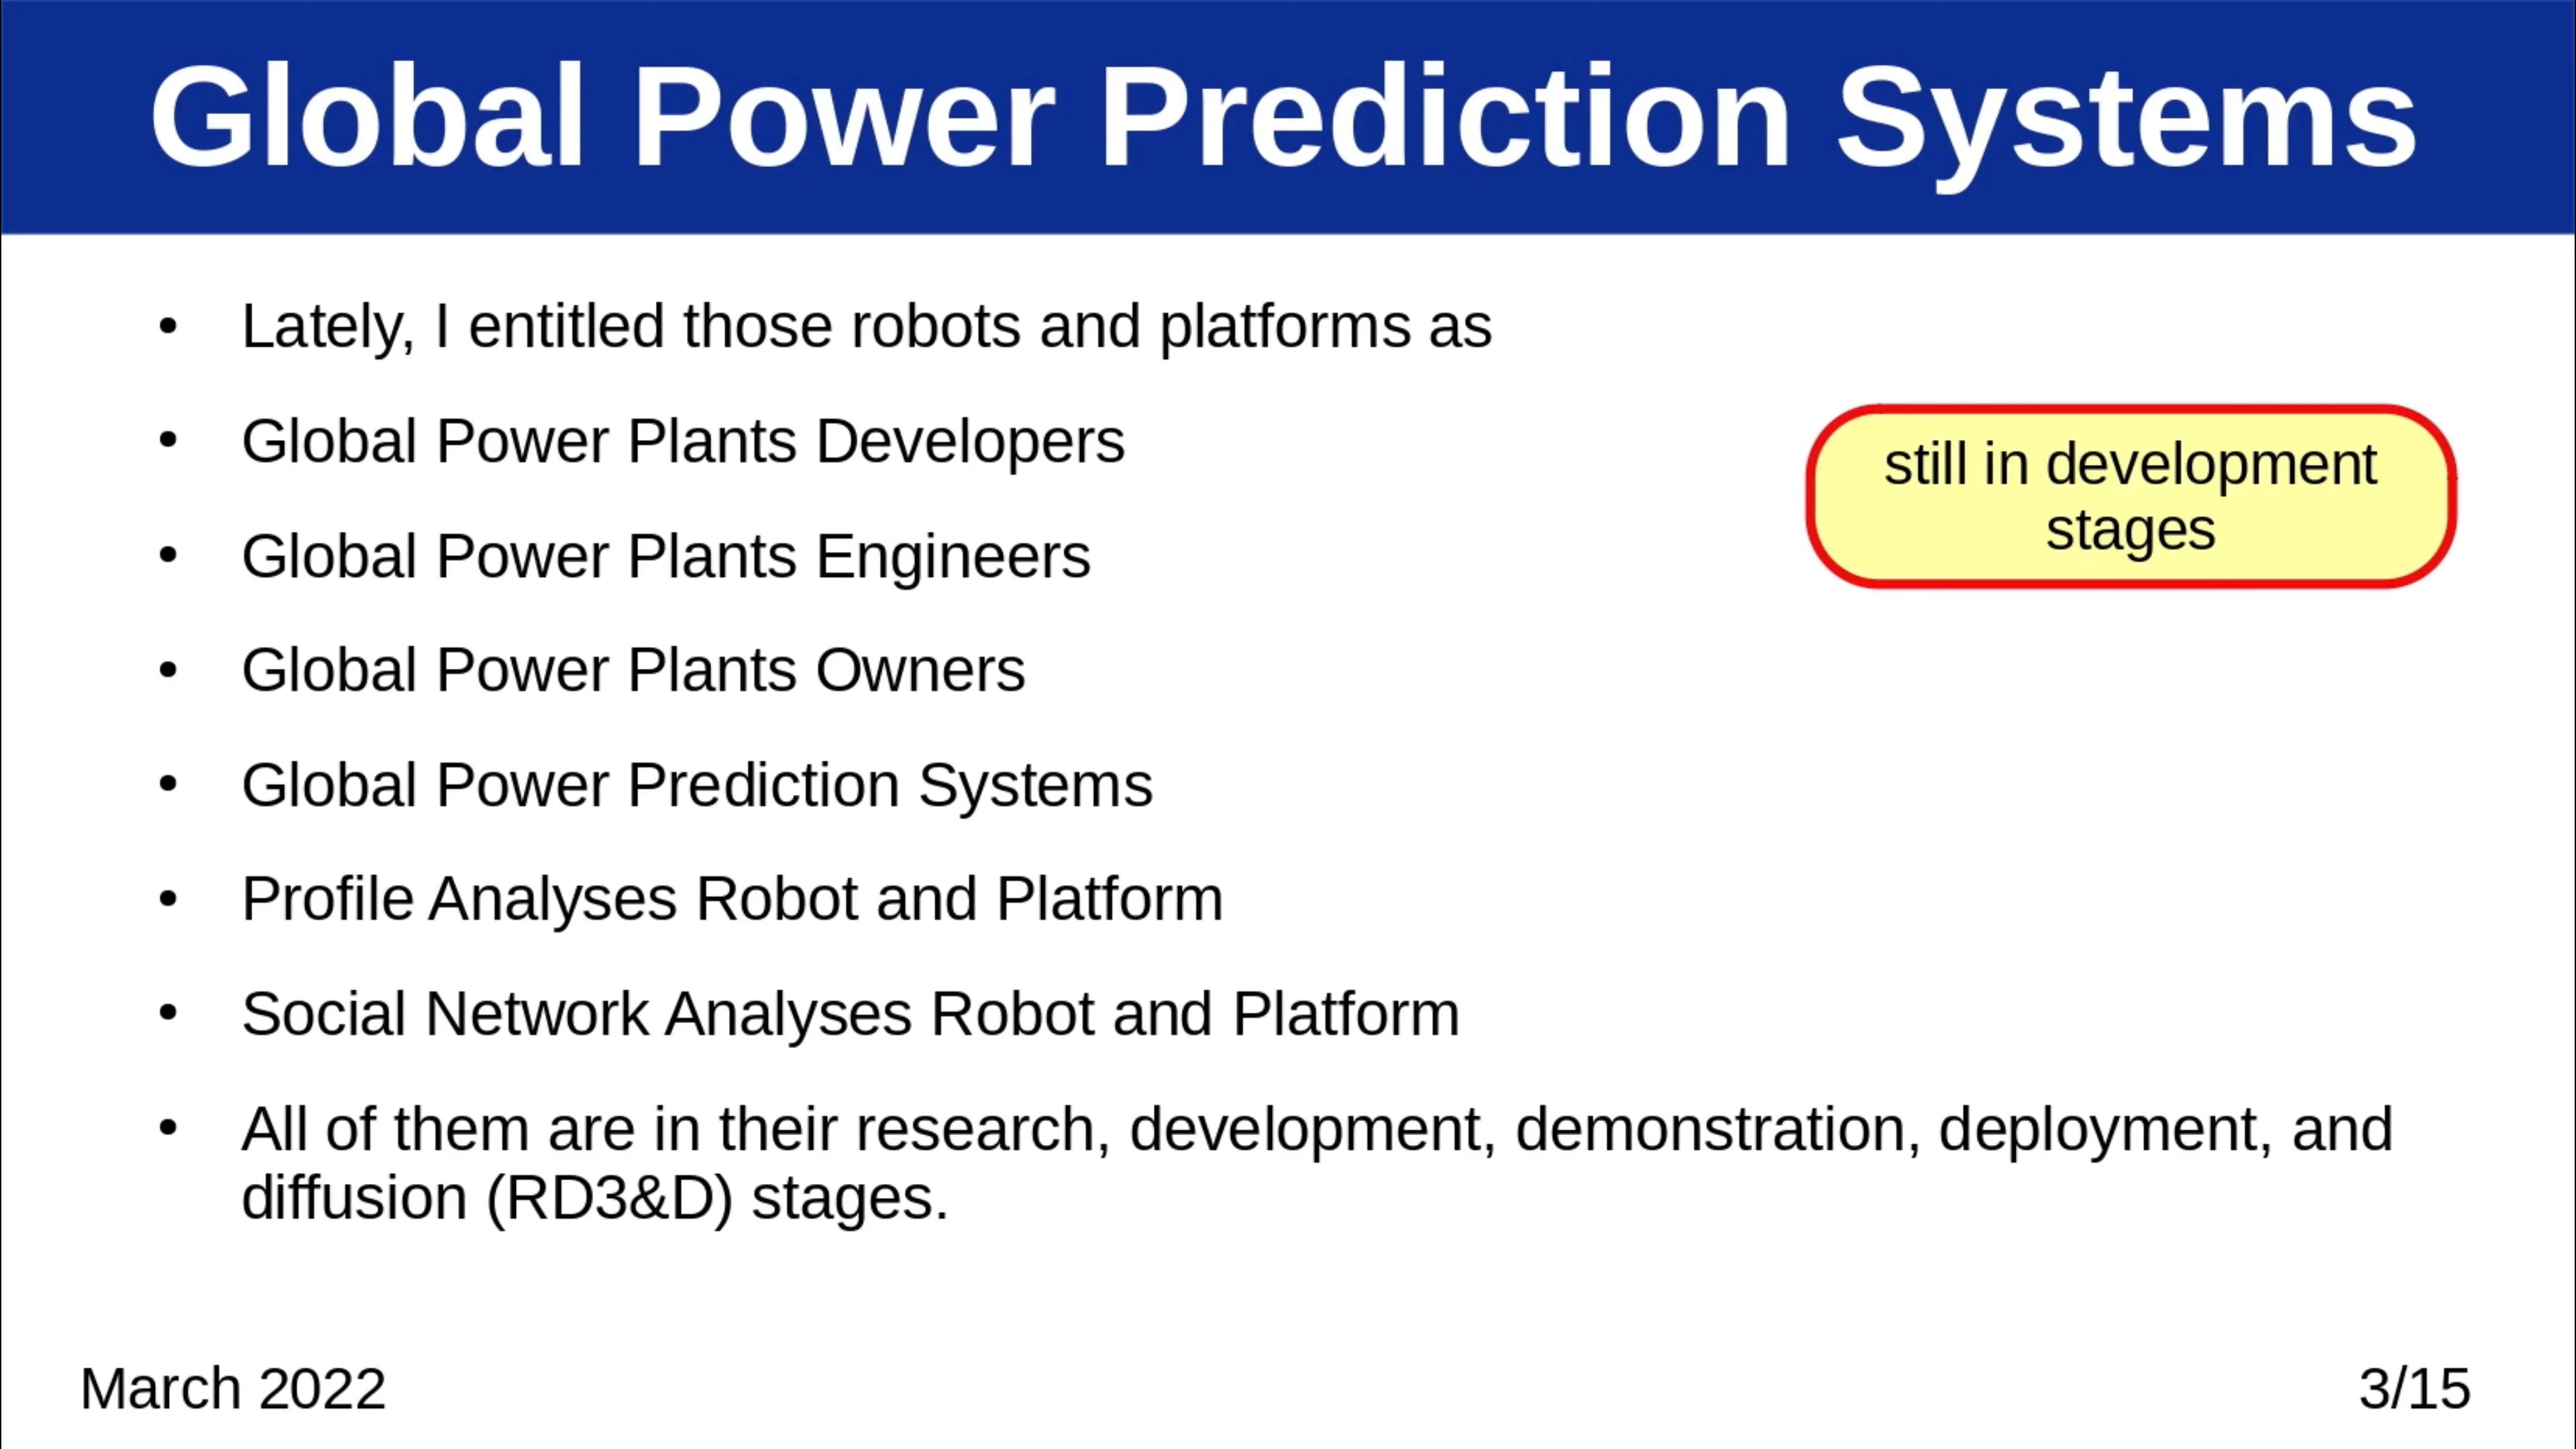 Global Power Prediction Systems
• Lately, I entitled those robots and platforms as
• Global Power Plants Developers
still in development
stages
• Global Power Plants Engineers
• Global Power Plants Owners
• Global Power Prediction Systems
• Profile Analyses Robot and Platform
• Social Network Analyses Robot and Platform
• All of them are in their research, development, demonstration, deployment, and
diffusion (RD3&D) stages.
March 2022
3/15